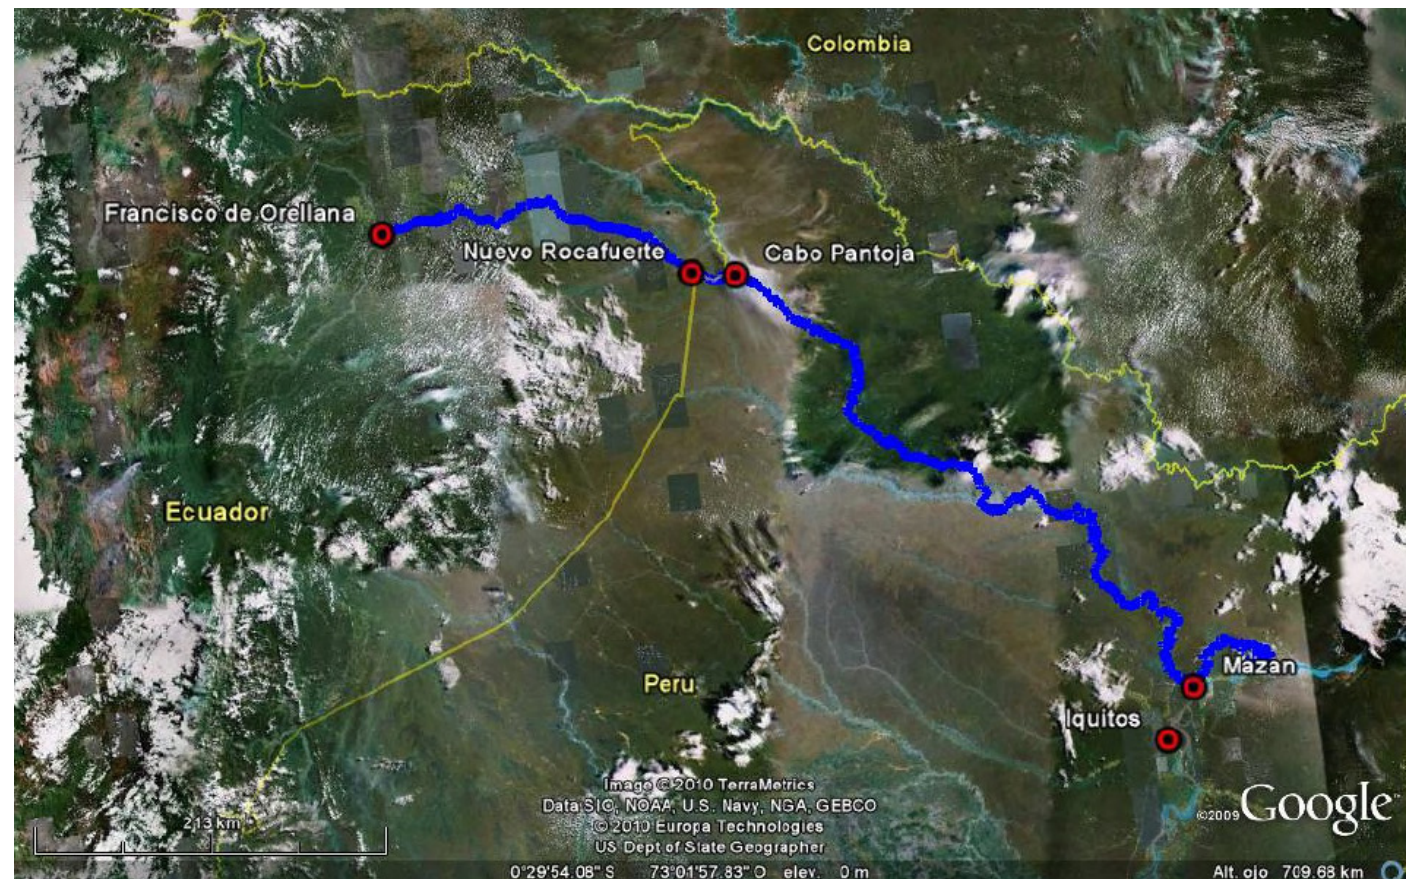 Colombia
Francisco de Orellana
Nuevo Rocafuerte
Cabo Pantoja
Ecuador
Mazan
Peru
Iquitos
Image © 2010 TerraMetrics
Data SIO, NOAA, U.S. Navy, NGA, GEBCO
© 2010 Europa Technologies
US Dept of State Geographer
213 km
©2009 Google™
0°29'54.08" S 73°01'57.83" O elev. 0 m Alt. ojo 709.68 km